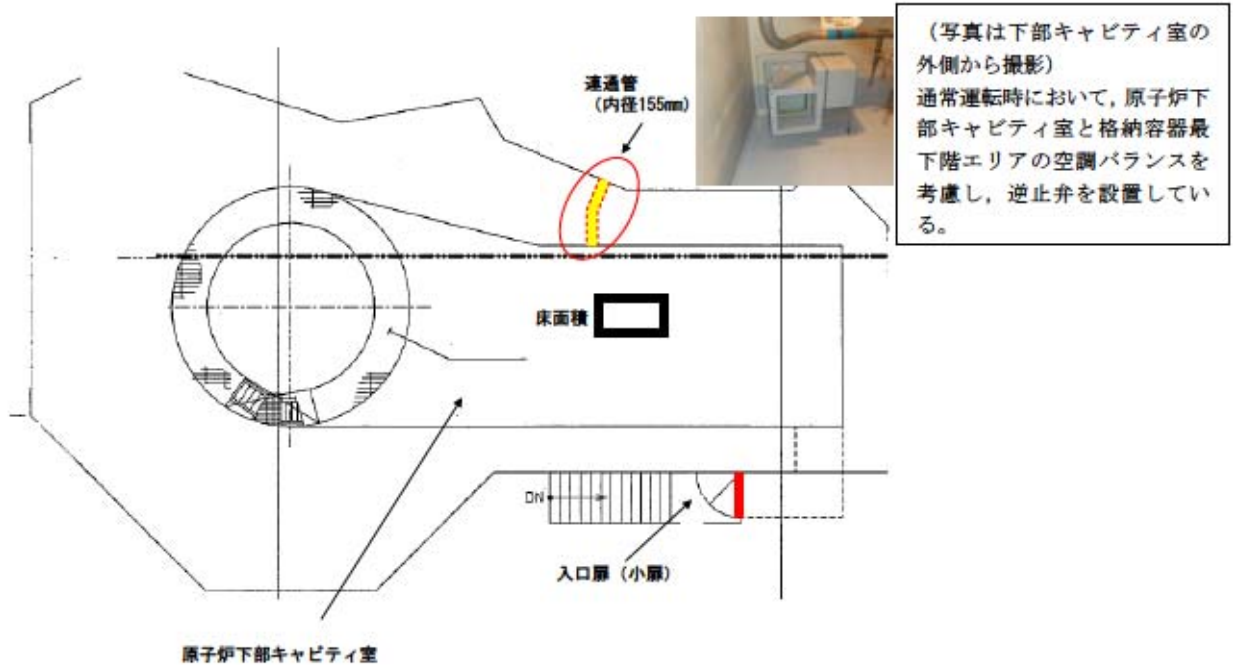 連通管
（内径155mm）
（写真は下部キャビティ室の
外側から撮影）
通常運転時において，原子炉下
部キャビティ室と格納容器最
下階エリアの空調バランスを
考慮し，逆止弁を設置してい
る。
床面積
DN
入口扉（小扉）
原子炉下部キャビティ室